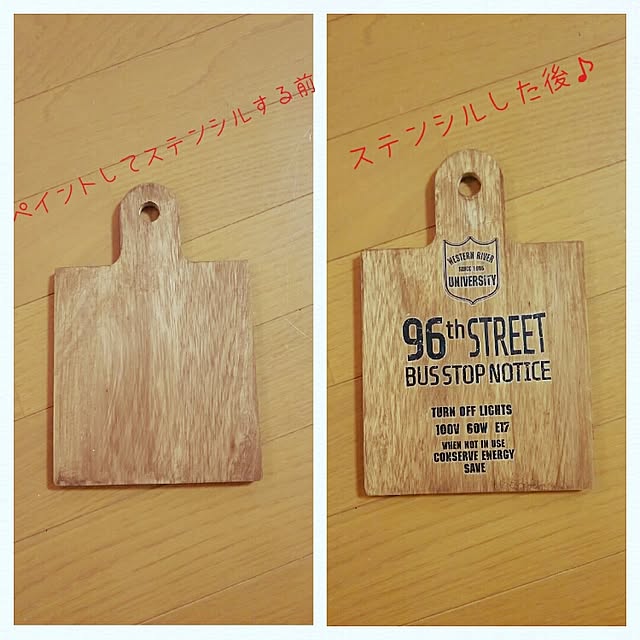 ペイントしてステンシルする前
ステンシルした後♪
WESTERN RIVER
SINCE 1995
UNIVERSITY
96th STREET
BUS STOP NOTICE
TURN OFF LIGHTS
100V 60W E17
WHEN NOT IN USE
CONSERVE ENERGY
SAVE